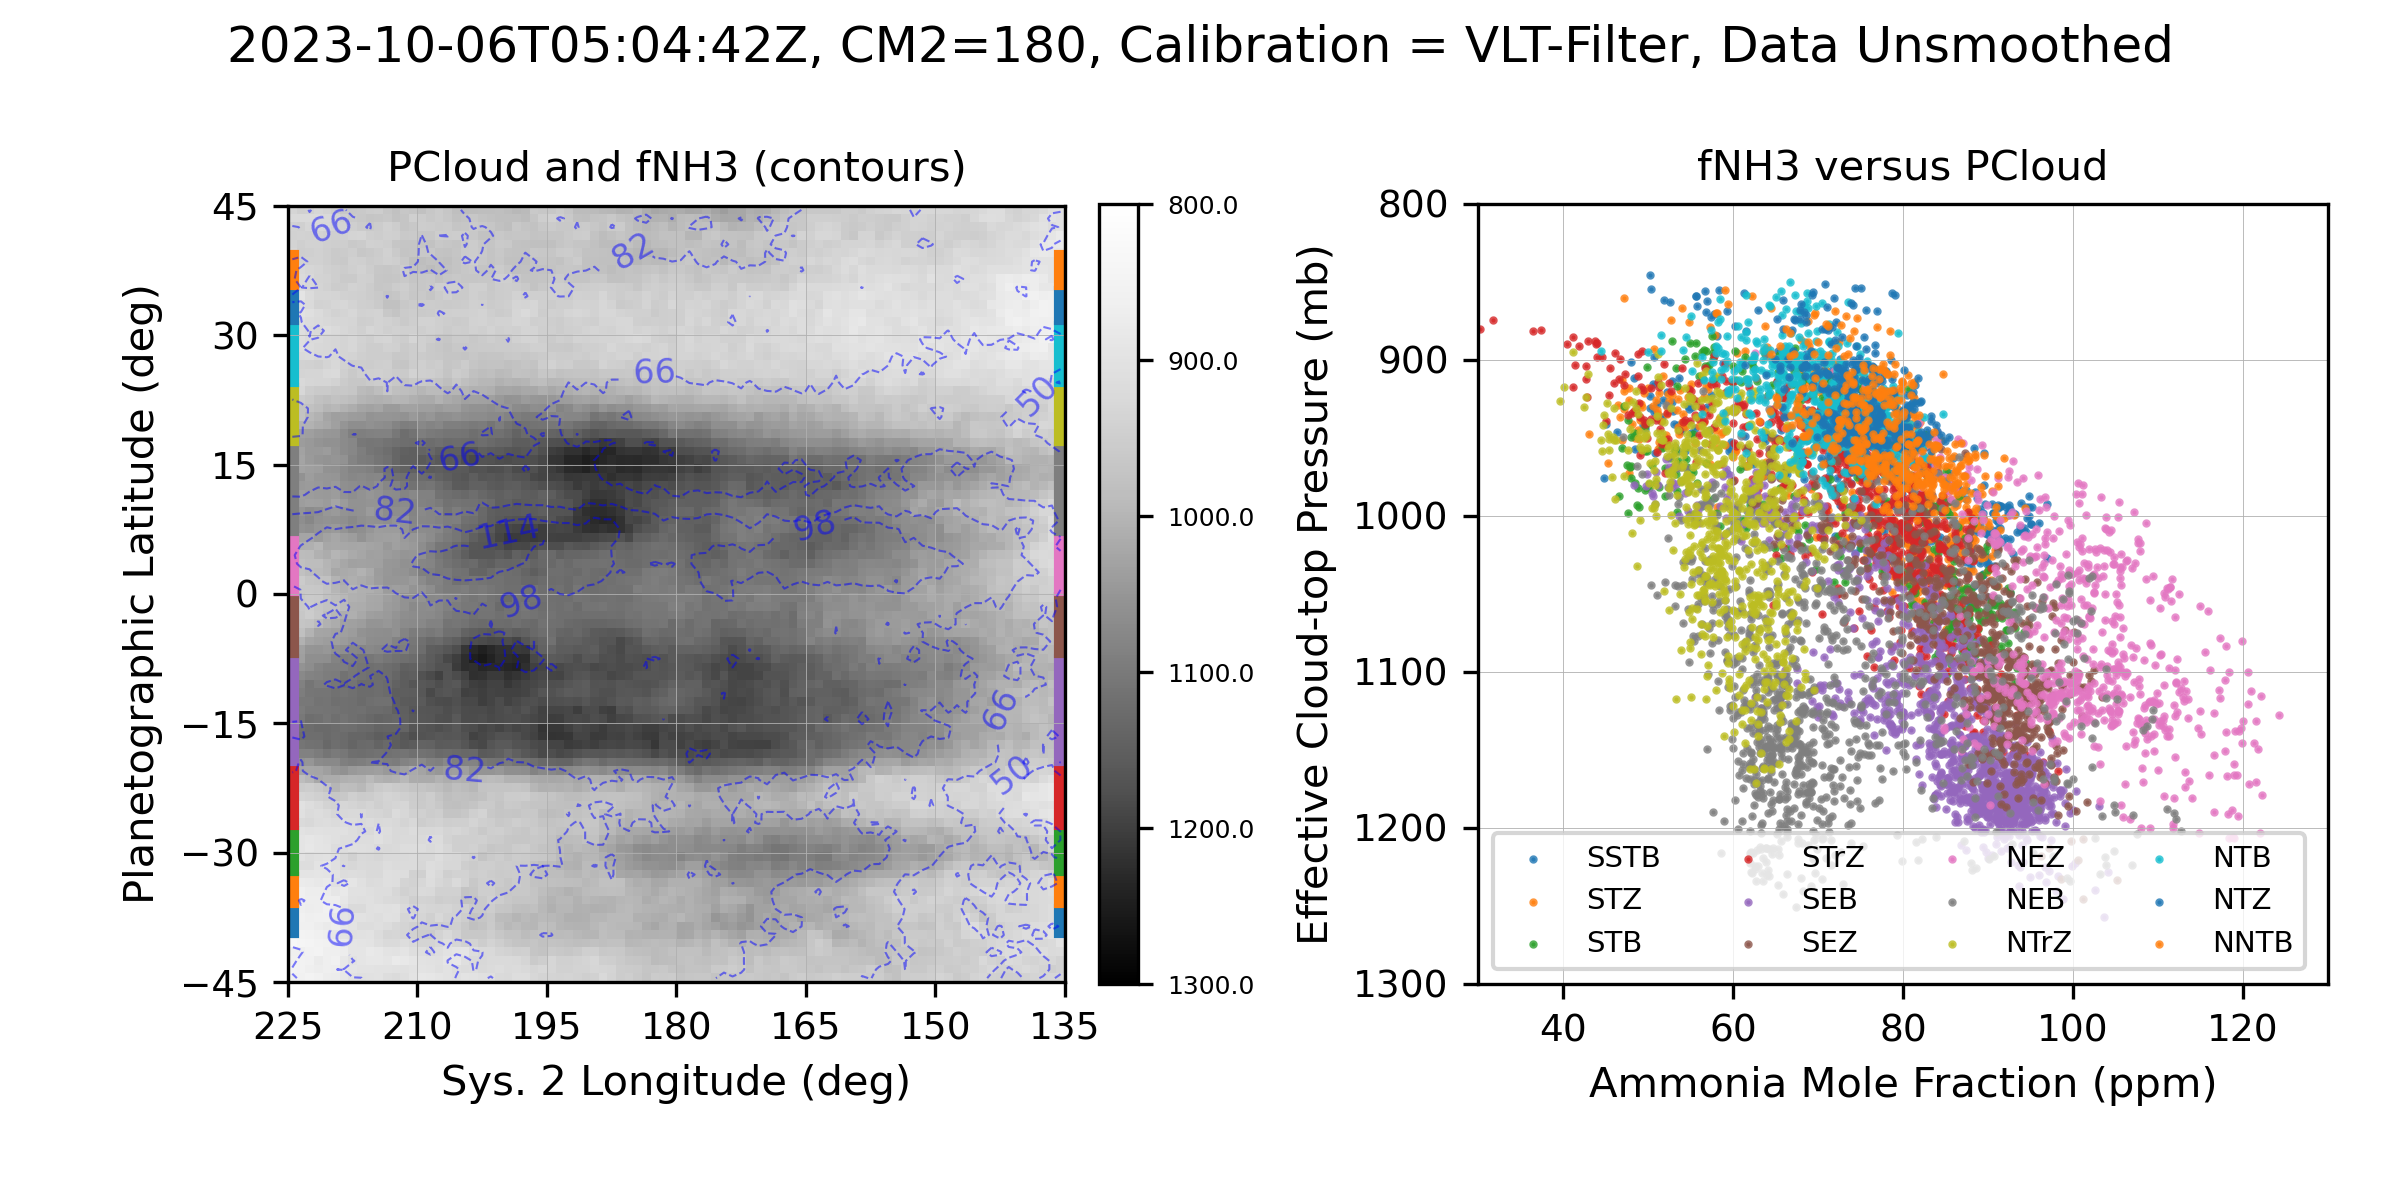 2023-10-06T05:04:42Z, CM2=180, Calibration = VLT-Filter, Data Unsmoothed
PCloud and fNH3 (contours)
Planetographic Latitude (deg)
45
30
15
0
−15
−30
−45
225
210
195
180
165
150
135
Sys. 2 Longitude (deg)
66
82
66
50
66
82
114
98
98
66
82
50
66
800.0
900.0
1000.0
1100.0
1200.0
1300.0
fNH3 versus PCloud
Effective Cloud-top Pressure (mb)
800
900
1000
1100
1200
1300
SSTB
STZ
STB
STrZ
SEB
SEZ
NEZ
NEB
NTrZ
NTB
NTZ
NNTB
40
60
80
100
120
Ammonia Mole Fraction (ppm)